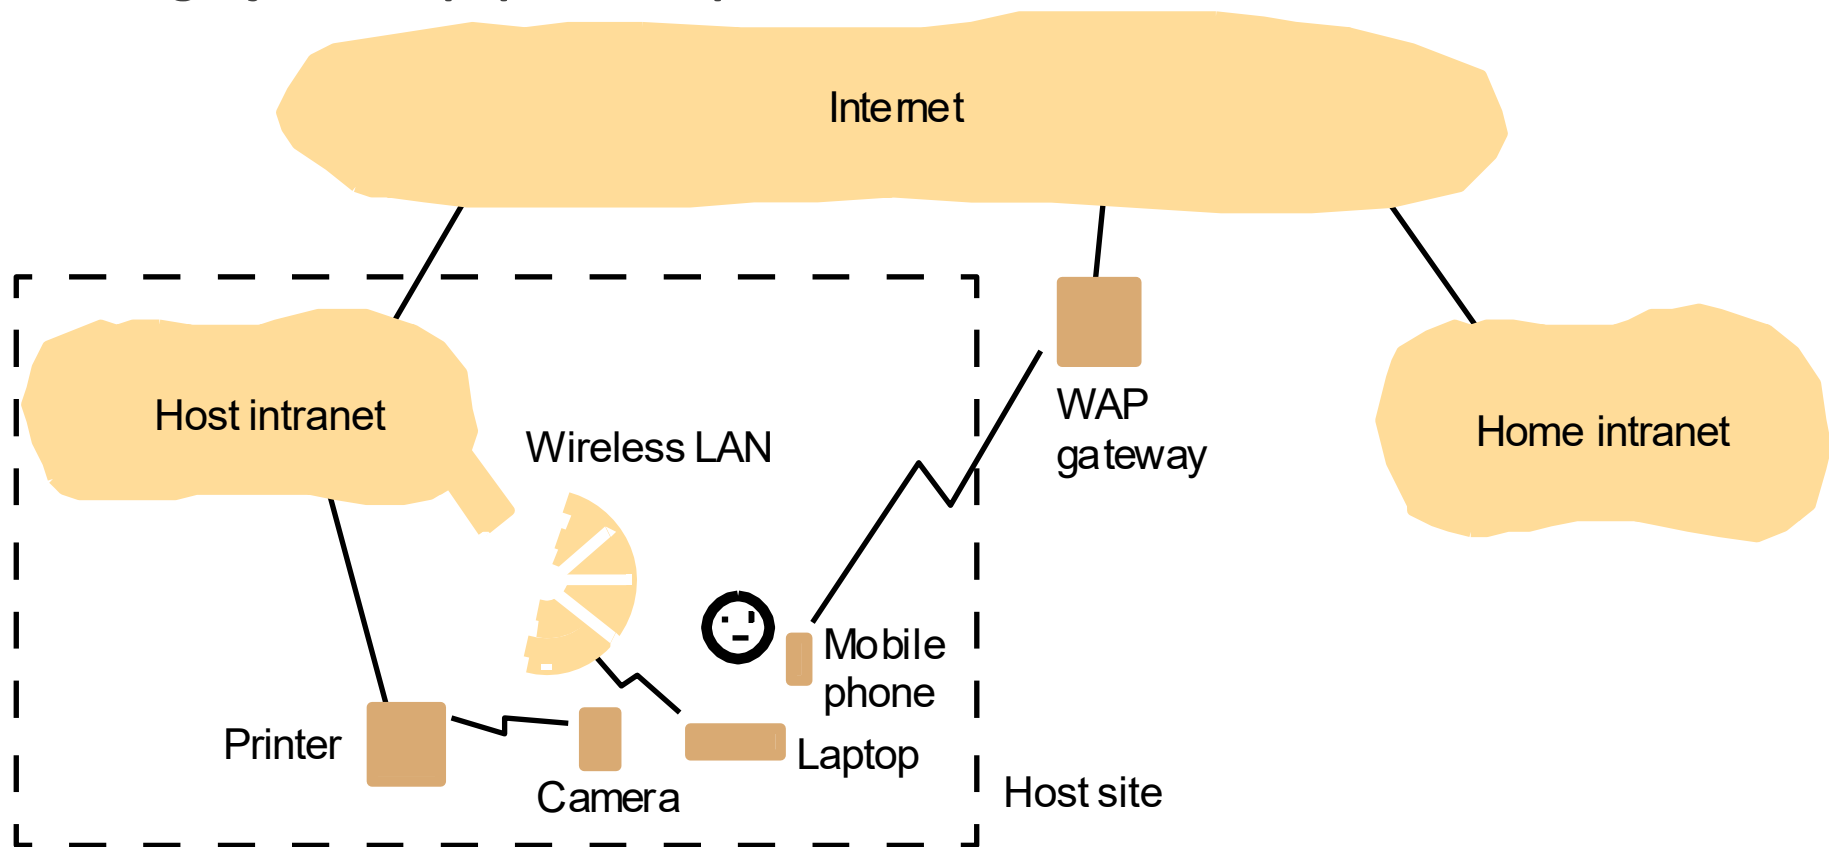 Internet
Host intranet
Wireless LAN
WAP
gateway
Home intranet
Mobile
phone
Printer
Laptop
Camera
Host site